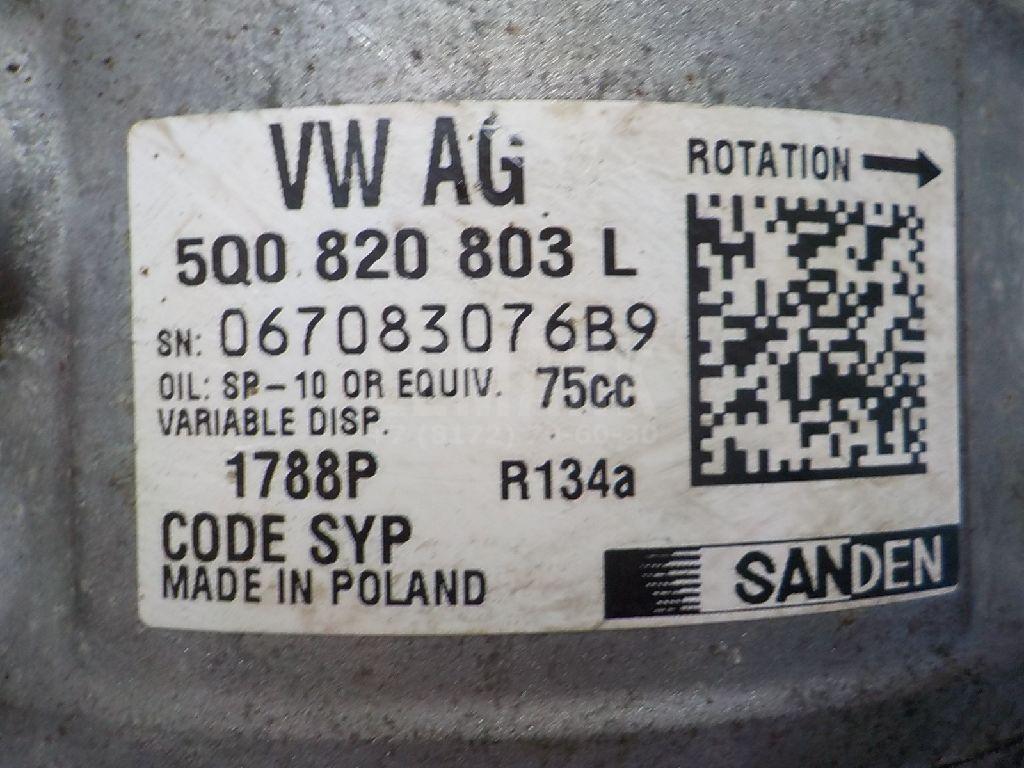 VW AG
ROTATION
5Q0 820 803 L
SN: 067083076B9
OIL: SP-10 OR EQUIV. 75cc
VARIABLE DISP.
1788P R134a
CODE SYP
MADE IN POLAND
SANDEN